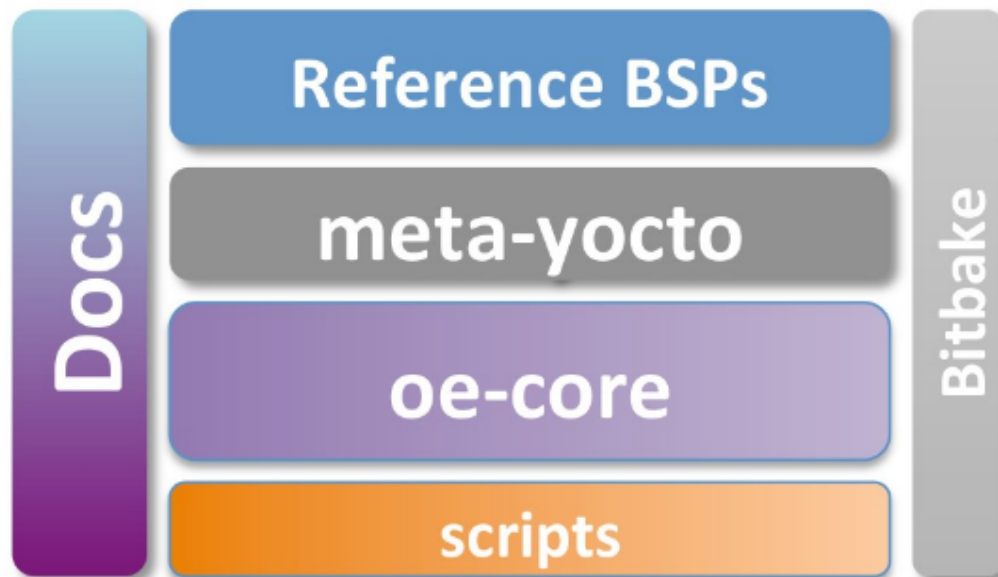 Docs
Reference BSPs
meta-yocto
oe-core
scripts
Bitbake